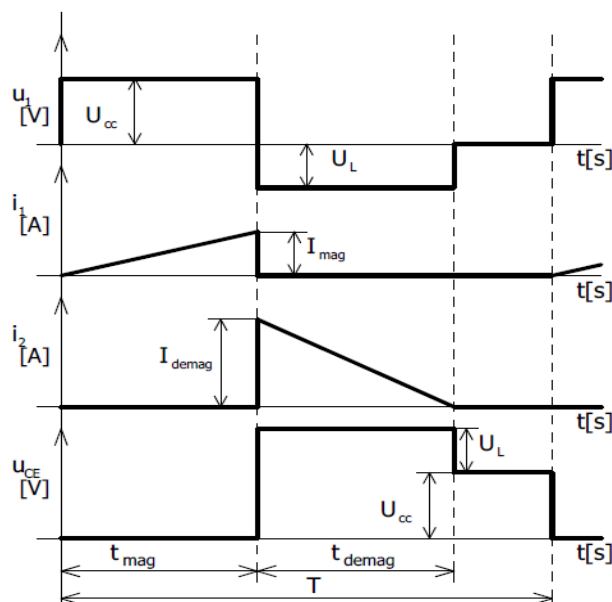 u1
[V]
Ucc
UL
t[s]
i1
[A]
Imag
t[s]
i2
[A]
Idemag
t[s]
uCE
[V]
UL
Ucc
t[s]
tmag
tdemag
T